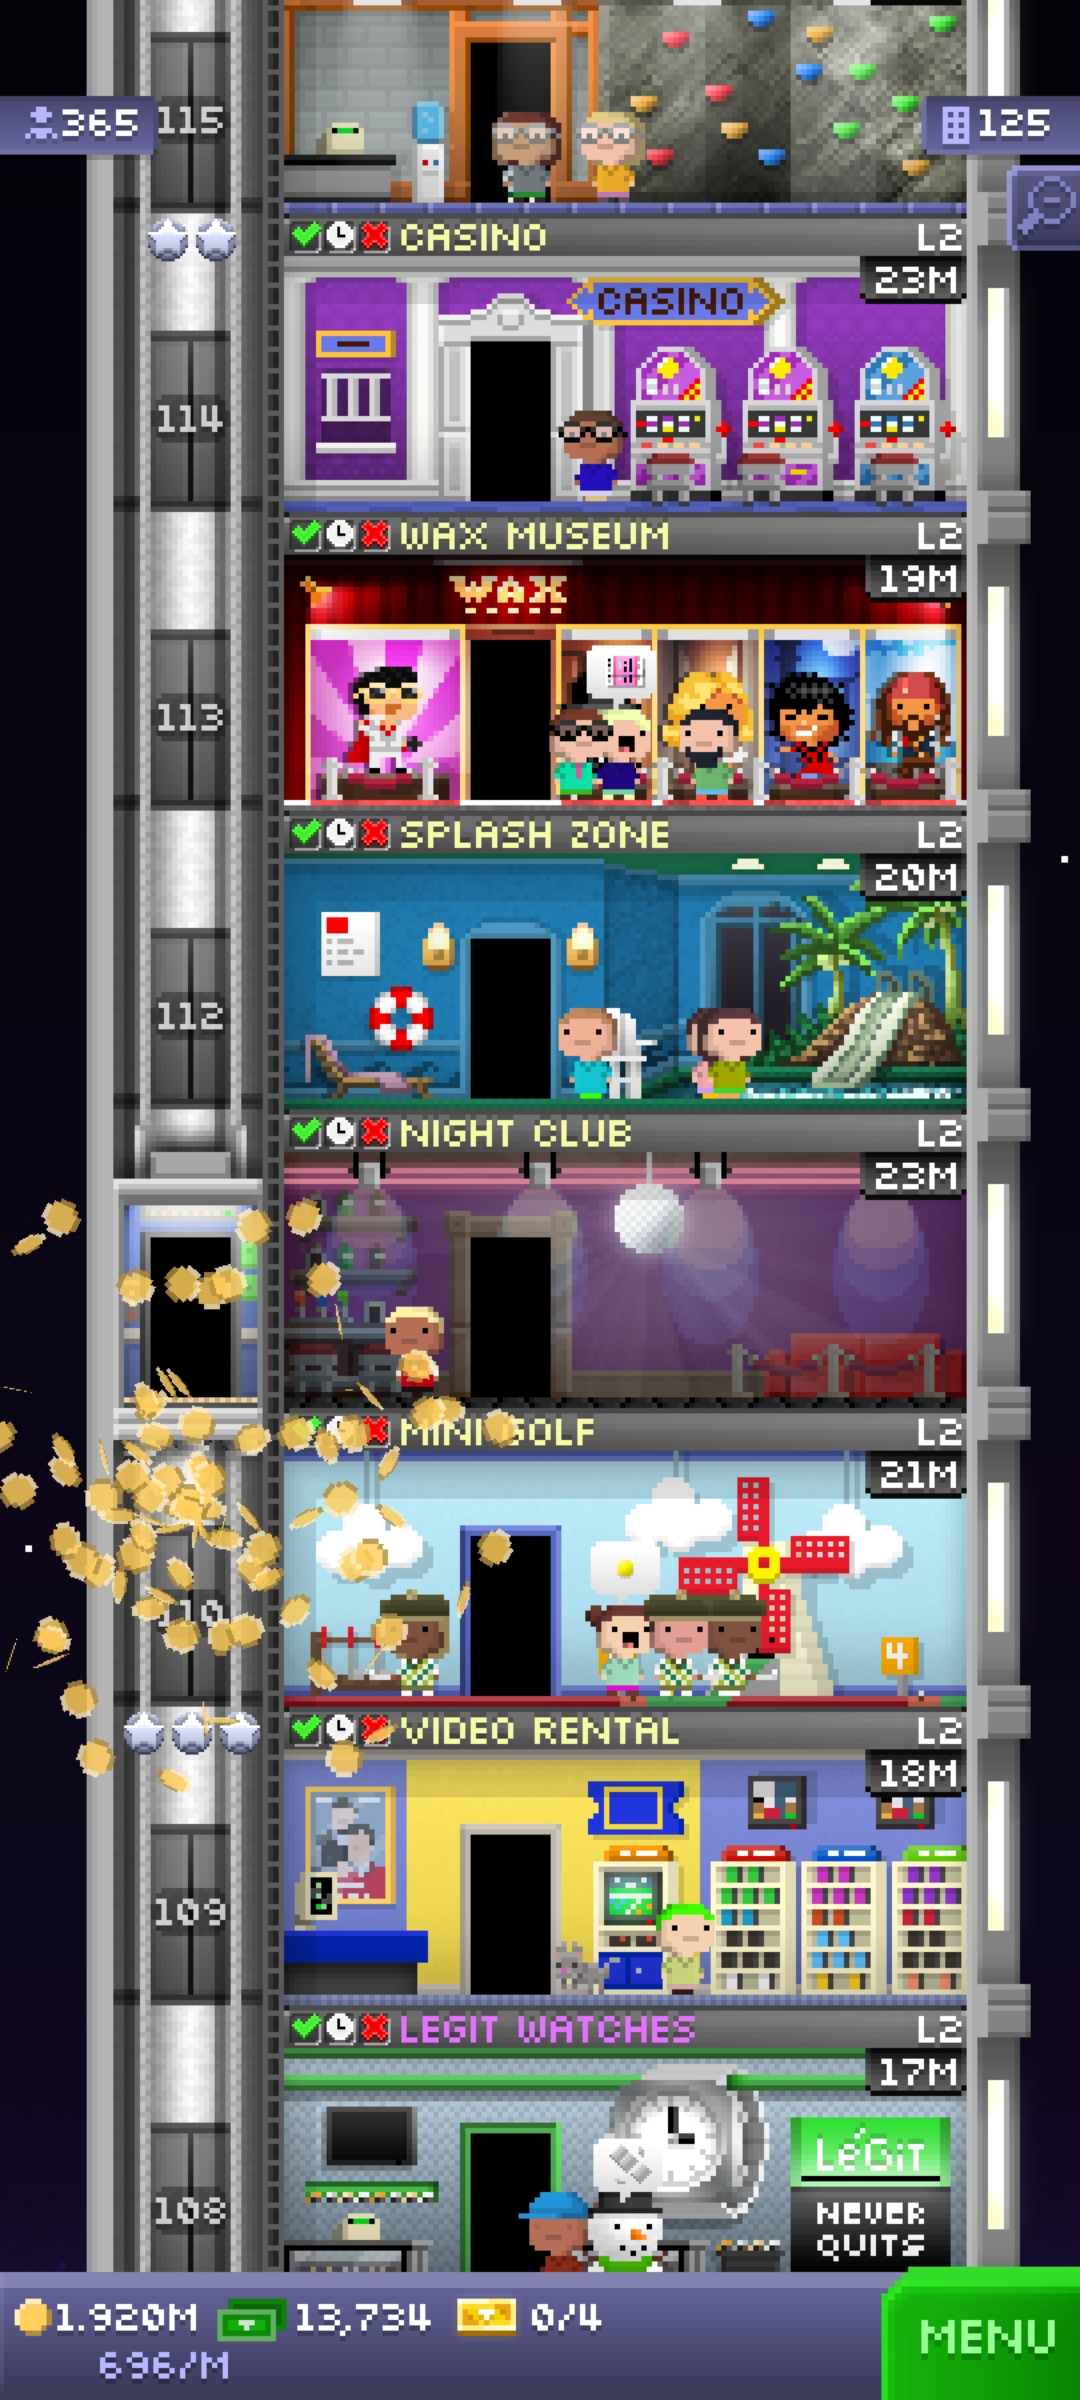 365
115
125
CASINO
L2
23M
CASINO
114
WAX MUSEUM
L2
19M
WAX
113
SPLASH ZONE
L2
20M
112
NIGHT CLUB
L2
23M
MINI GOLF
L2
21M
110
4
VIDEO RENTAL
L2
18M
109
LEGIT WATCHES
L2
17M
LéGiT
NEVER
QUITS
108
1.920M
13,734
0/4
696/M
MENU